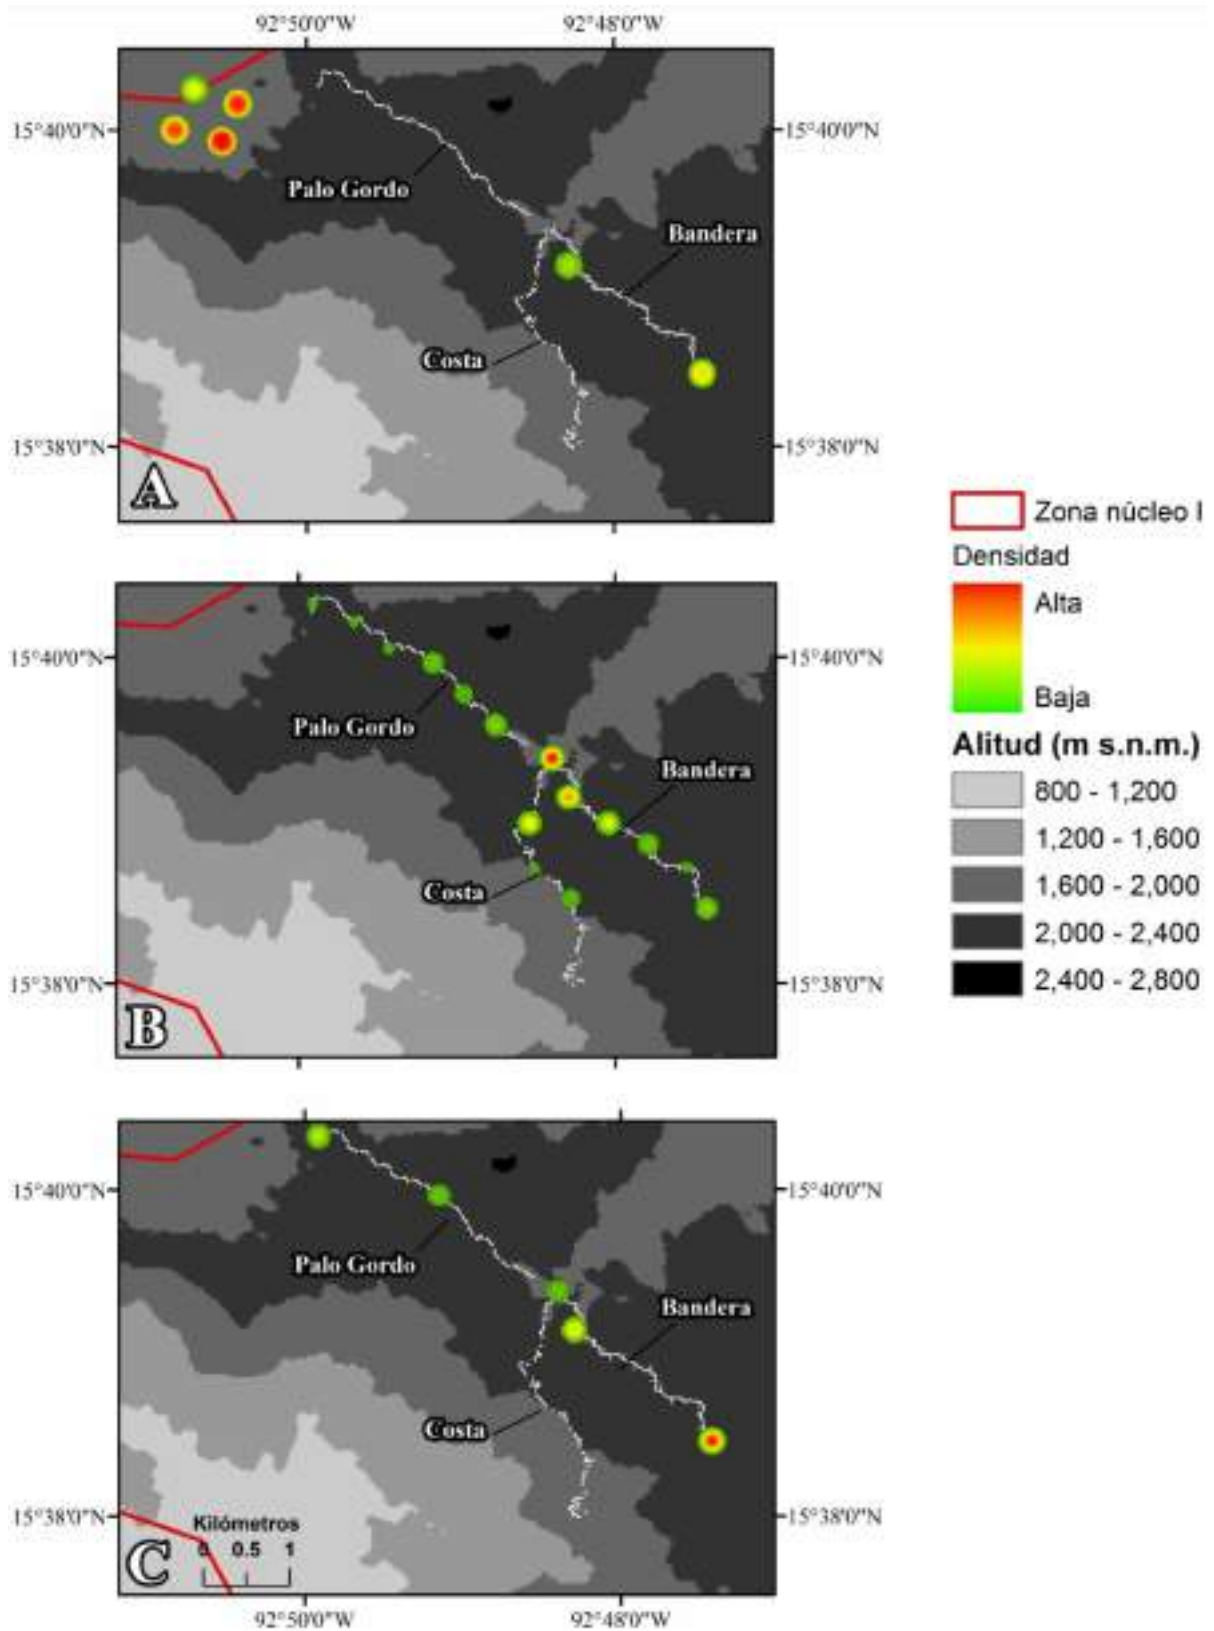 92°50'0"W 92°48'0"W
15°40'0"N 15°40'0"N
Palo Gordo
Bandera
Costa
15°38'0"N 15°38'0"N
A
Zona núcleo I
Densidad
Alta
Baja
Alitud (m s.n.m.)
800 - 1,200
1,200 - 1,600
1,600 - 2,000
2,000 - 2,400
2,400 - 2,800
15°40'0"N 15°40'0"N
Palo Gordo
Bandera
Costa
15°38'0"N 15°38'0"N
B
15°40'0"N 15°40'0"N
Palo Gordo
Bandera
Costa
15°38'0"N 15°38'0"N
Kilómetros
0 0.5 1
C
92°50'0"W 92°48'0"W